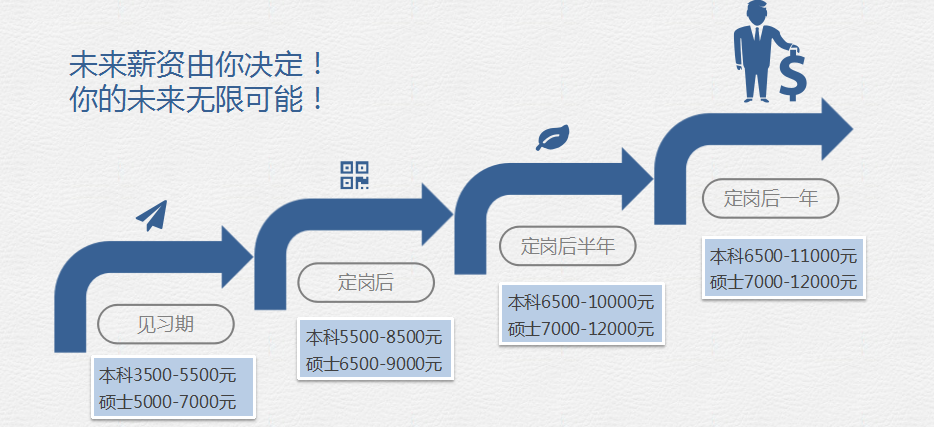 未来薪资由你决定！
你的未来无限可能！
见习期
本科3500-5500元
硕士5000-7000元
定岗后
本科5500-8500元
硕士6500-9000元
定岗后半年
本科6500-10000元
硕士7000-12000元
定岗后一年
本科6500-11000元
硕士7000-12000元